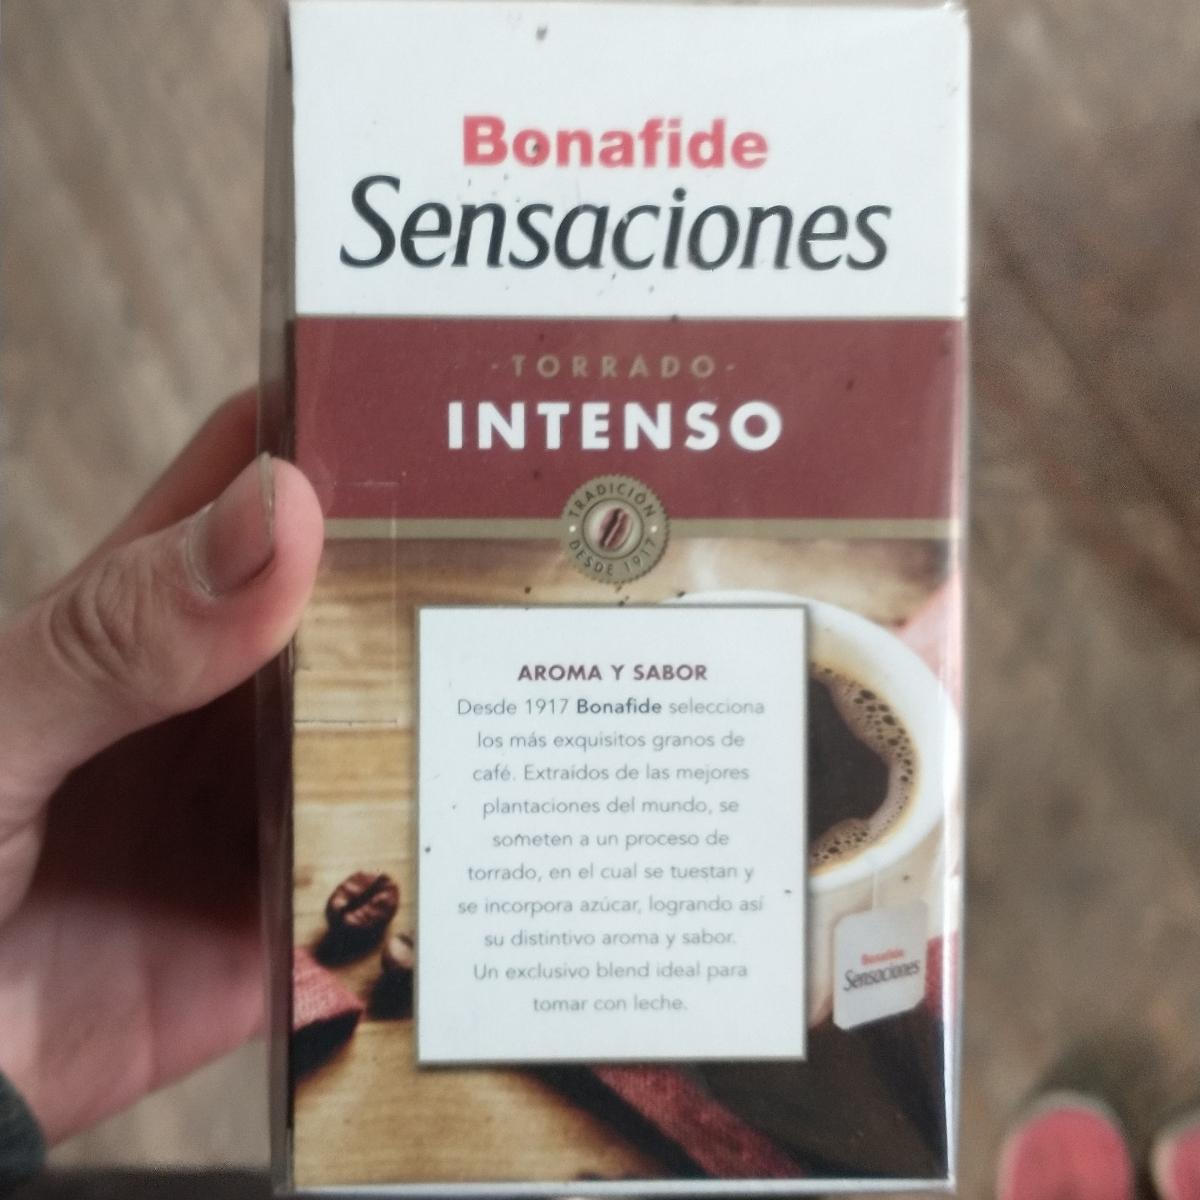 Bonafide
Sensaciones
- TORRADO -
INTENSO
TRADICIÓN
DESDE 1917
AROMA Y SABOR
Desde 1917 Bonafide selecciona
los más exquisitos granos de
café. Extraídos de las mejores
plantaciones del mundo, se
someten a un proceso de
torrado, en el cual se tuestan y
se incorpora azúcar, logrando así
su distintivo aroma y sabor.
Un exclusivo blend ideal para
tomar con leche.
Bonafide
Sensaciones